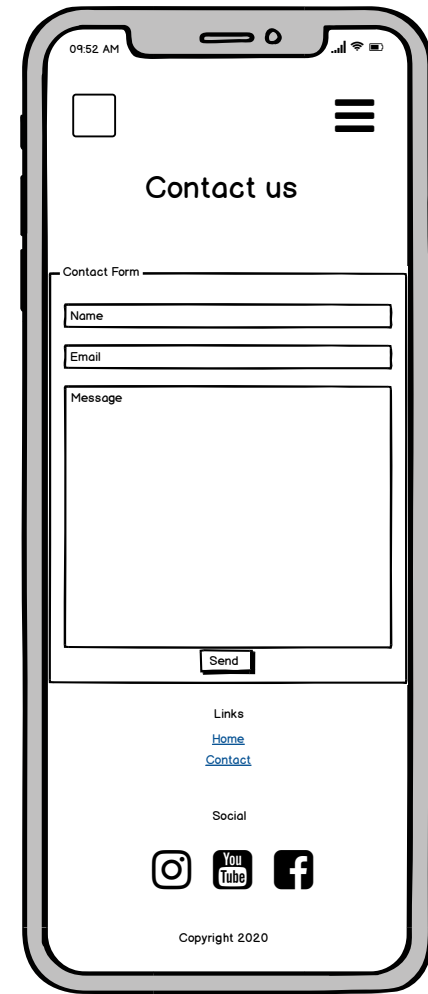 09:52 AM
Contact us
Contact Form
Name
Email
Message
Send
Links
Home
Contact
Social
You
Tube
Copyright 2020